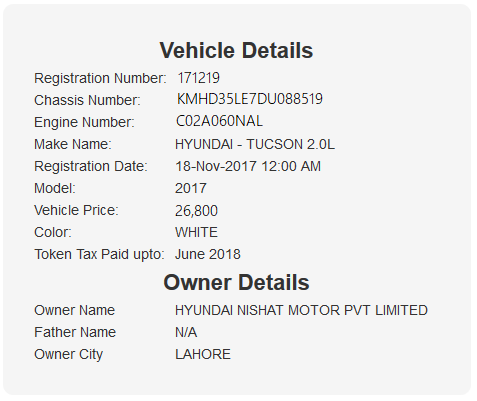 Vehicle Details
Registration Number: 171219
Chassis Number: KMHD35LE7DU088519
Engine Number: C02A060NAL
Make Name: HYUNDAI - TUCSON 2.0L
Registration Date: 18-Nov-2017 12:00 AM
Model: 2017
Vehicle Price: 26,800
Color: WHITE
Token Tax Paid upto: June 2018
Owner Details
Owner Name HYUNDAI NISHAT MOTOR PVT LIMITED
Father Name N/A
Owner City LAHORE